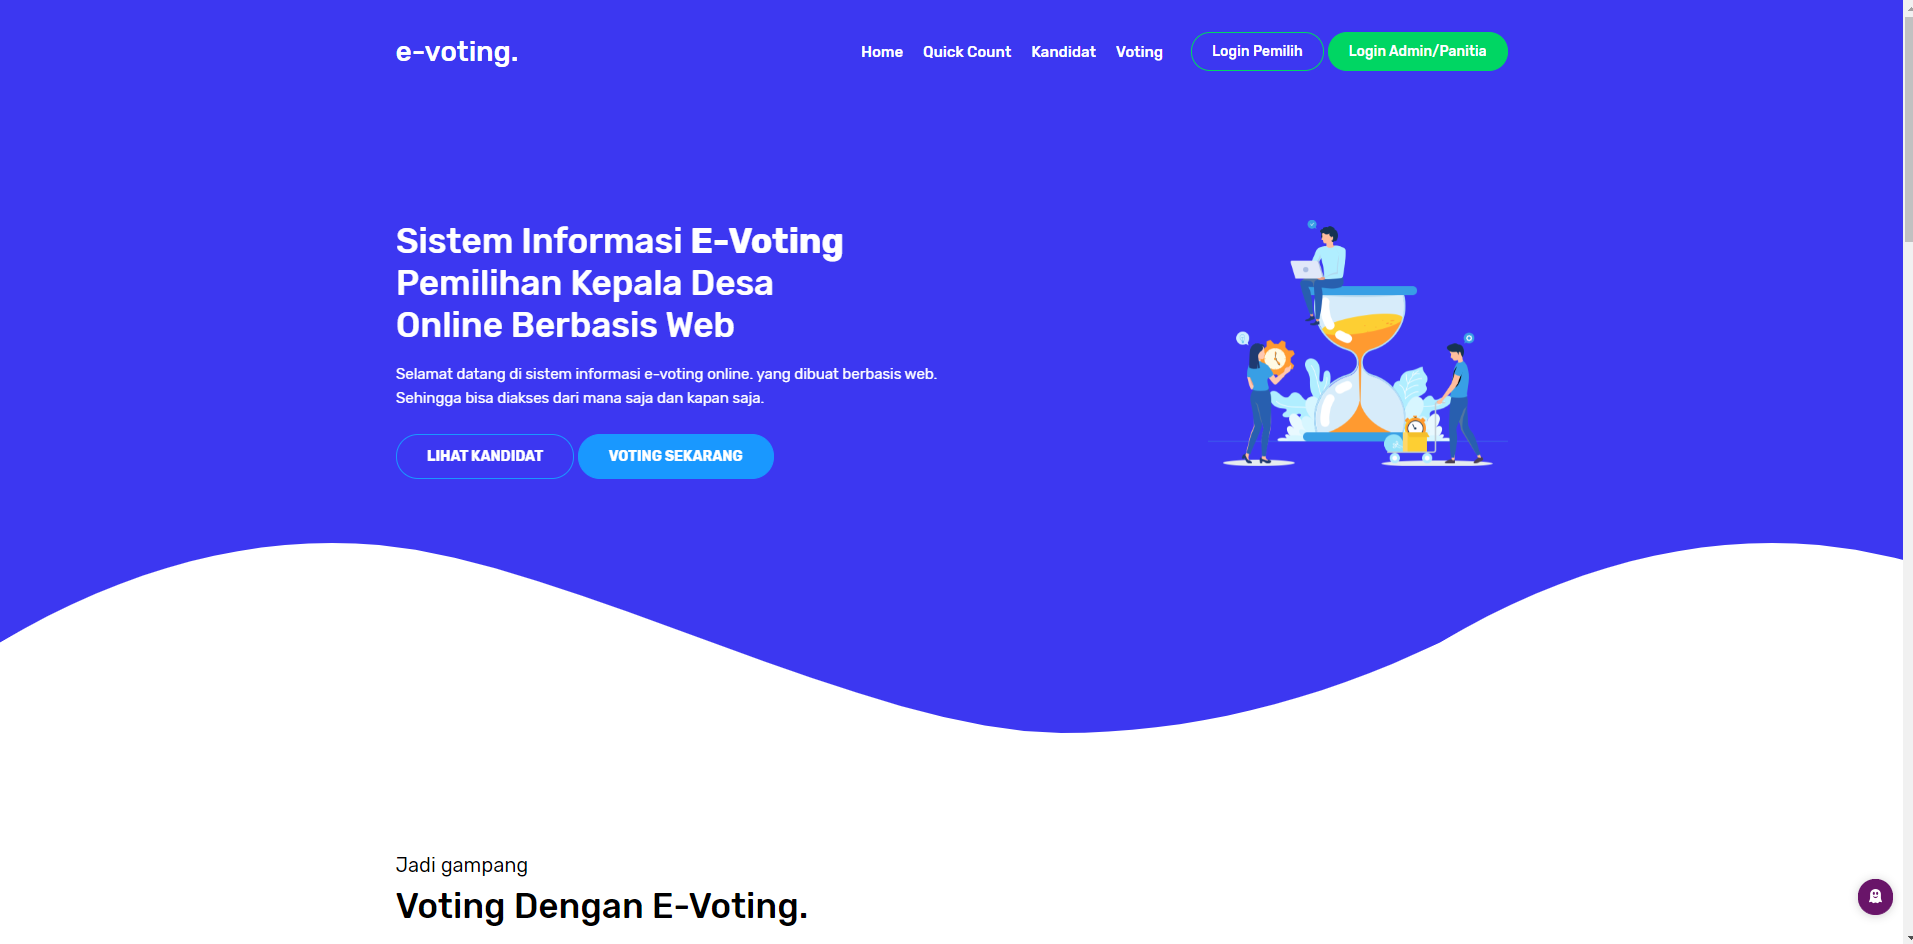 e-voting.
Home Quick Count Kandidat Voting Login Pemilih Login Admin/Panitia
Sistem Informasi E-Voting
Pemilihan Kepala Desa
Online Berbasis Web
Selamat datang di sistem informasi e-voting online. yang dibuat berbasis web.
Sehingga bisa diakses dari mana saja dan kapan saja.
LIHAT KANDIDAT VOTING SEKARANG
Jadi gampang
Voting Dengan E-Voting.